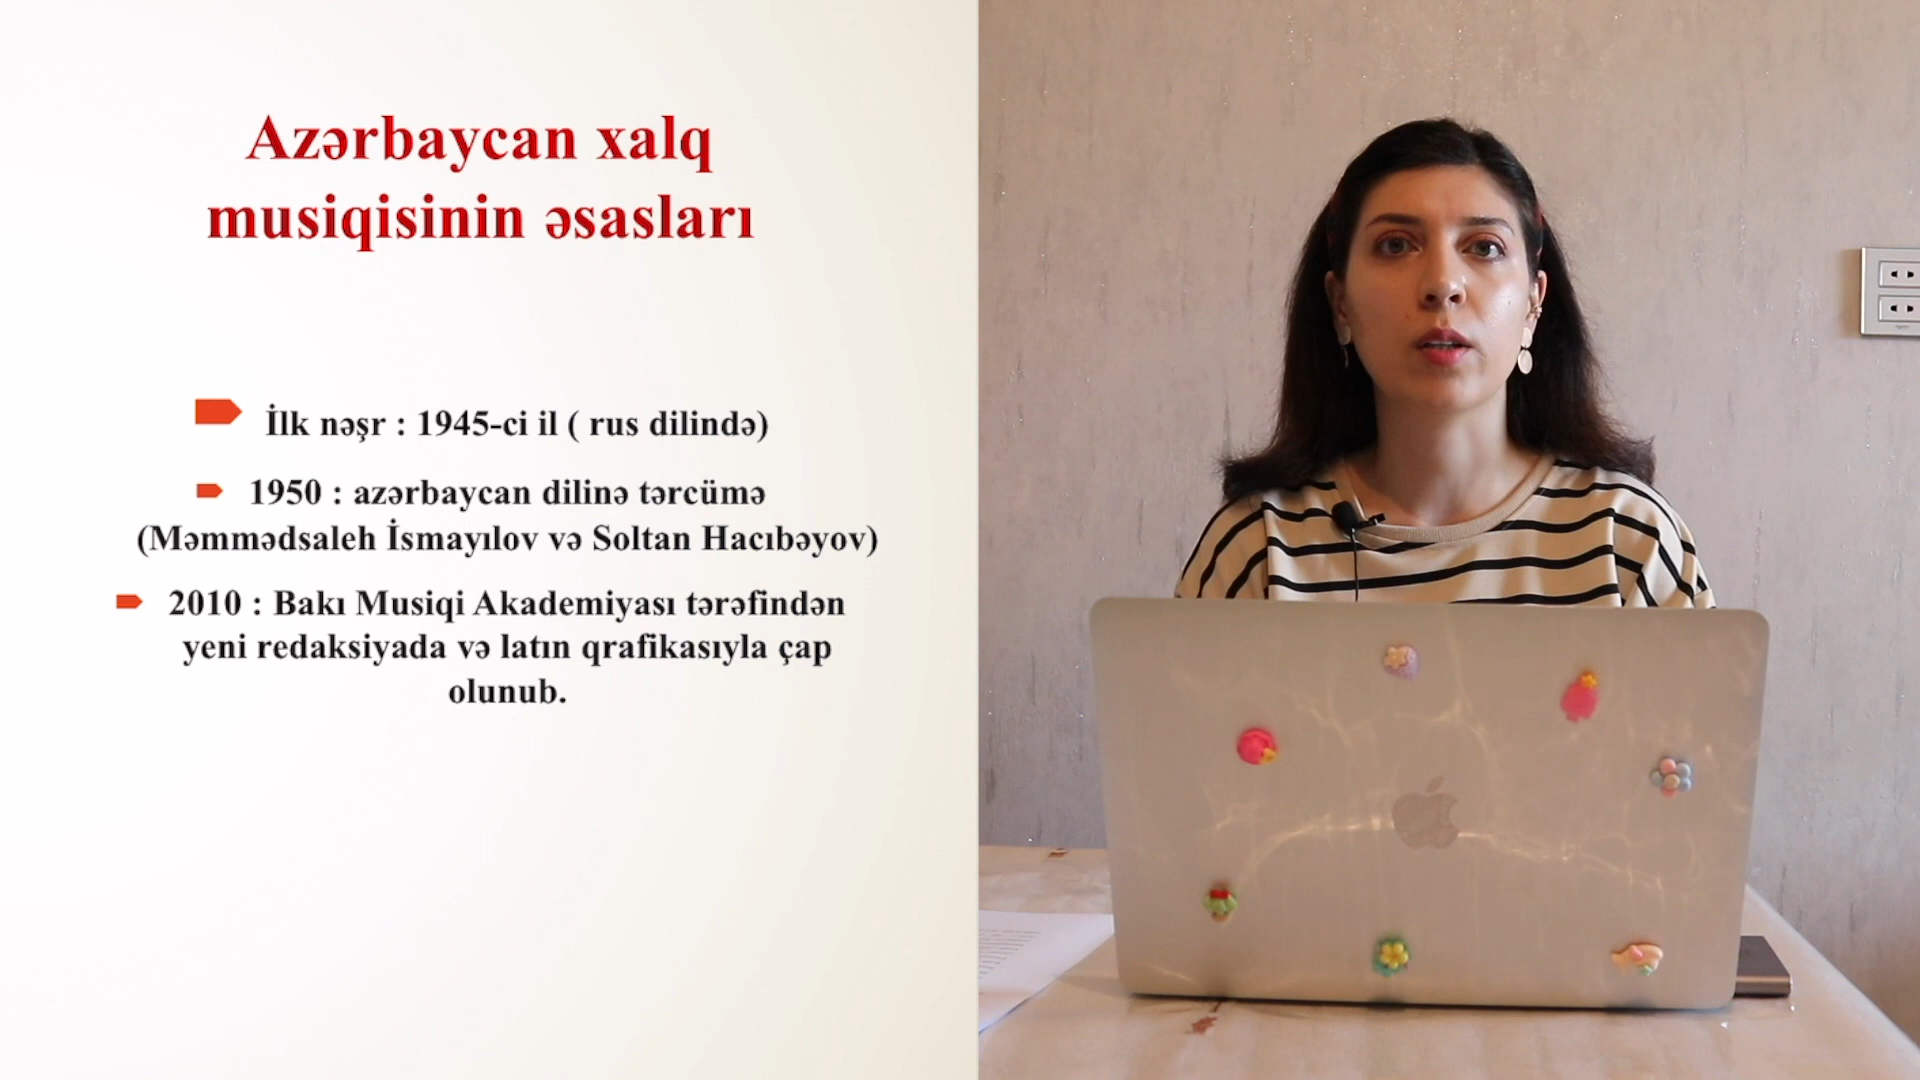 Azərbaycan xalq
musiqisinin əsasları
İlk nəşr : 1945-ci il ( rus dilində)
1950 : azərbaycan dilinə tərcümə
(Məmmədsaleh İsmayılov və Soltan Hacıbəyov)
2010 : Bakı Musiqi Akademiyası tərəfindən
yeni redaksiyada və latın qrafikasıyla çap
olunub.